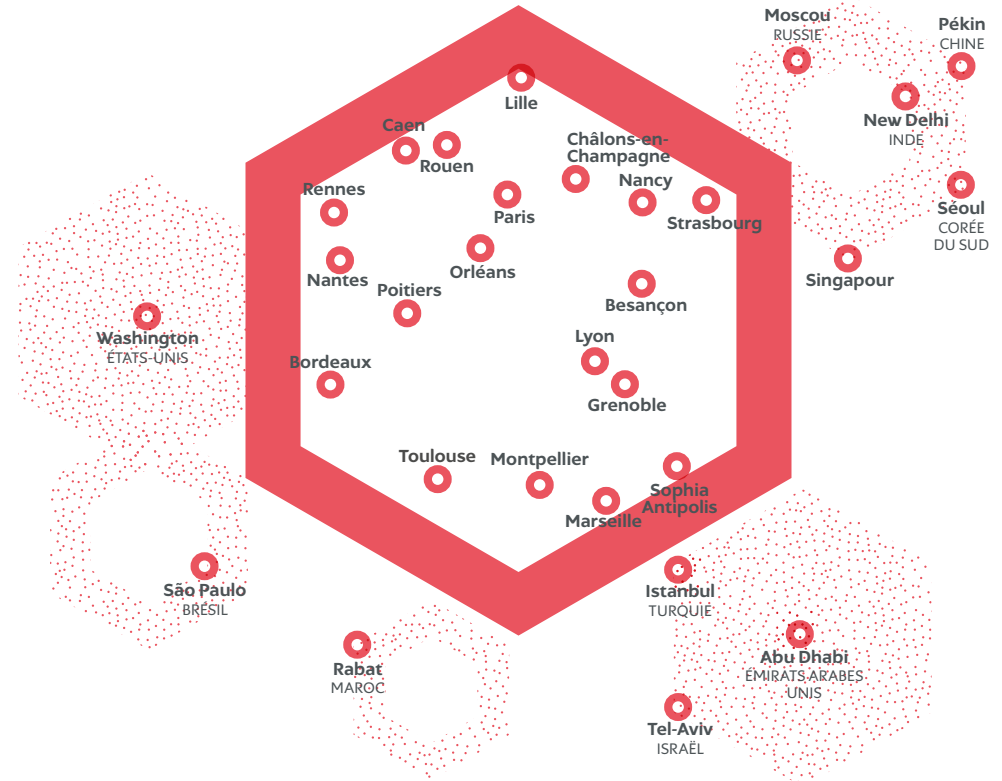 Moscou
RUSSIE
Pékin
CHINE
New Delhi
INDE
Séoul
CORÉE
DU SUD
Singapour
Lille
Caen
Rouen
Châlons-en-
Champagne
Nancy
Strasbourg
Rennes
Paris
Nantes
Orléans
Poitiers
Besançon
Bordeaux
Lyon
Grenoble
Toulouse
Montpellier
Marseille
Sophia
Antipolis
Washington
ÉTATS-UNIS
São Paulo
BRÉSIL
Rabat
MAROC
Istanbul
TURQUIE
Abu Dhabi
ÉMIRATS ARABES
UNIS
Tel-Aviv
ISRAËL